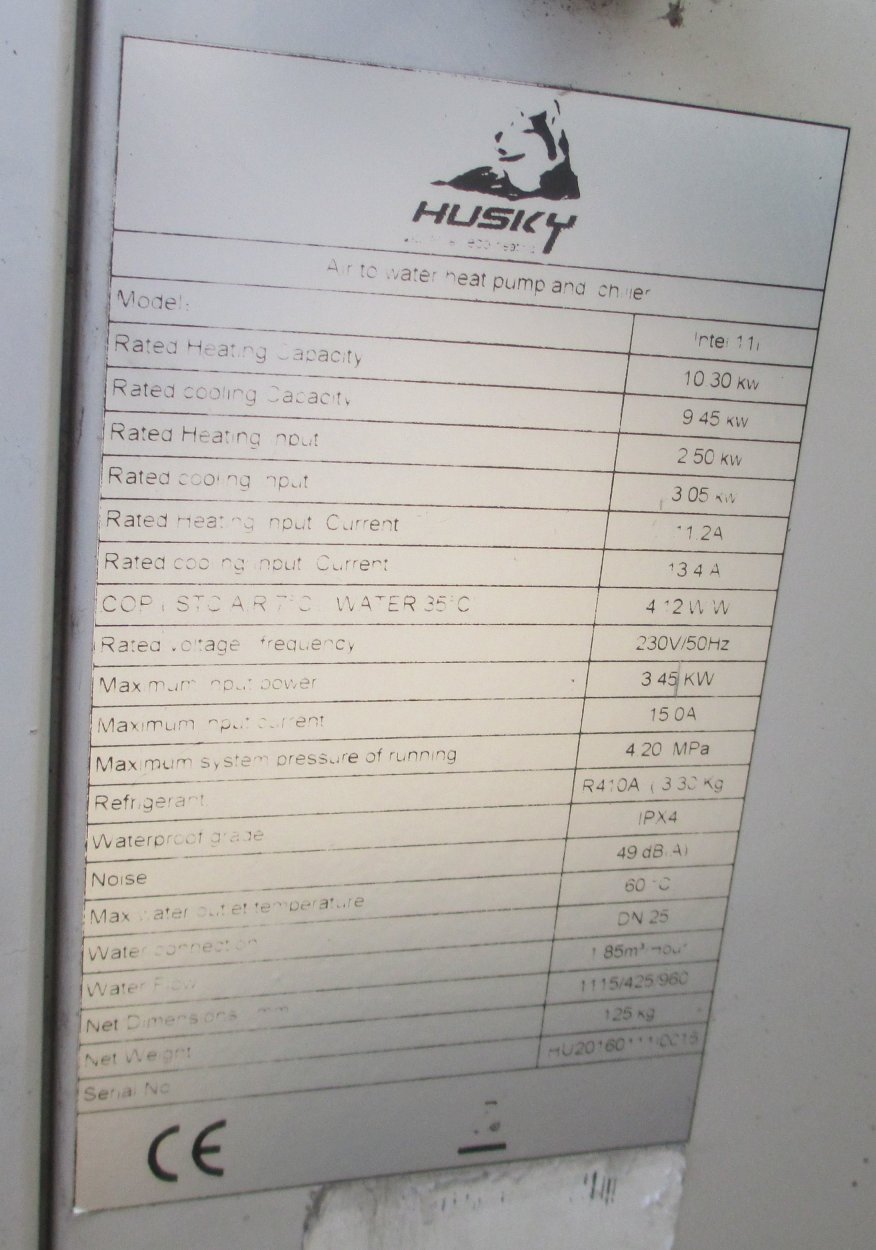 HUSKY
Air to water heat pump and chiller
Model:
Rated Heating Capacity 10.30 kw
Rated cooling Capacity 9.45 kw
Rated Heating input 2.50 kw
Rated cooling input 3.05 kw
Rated Heating input Current 11.2A
Rated cooling input Current 13.4 A
COP STC AIR 7°C WATER 35°C 4.12 W/W
Rated voltage frequency 230V/50Hz
Maximum input power 3.45 KW
Maximum input current 15.0A
Maximum system pressure of running 4.20 MPa
Refrigerant R410A
Waterproof grade IPX4
Noise 49 dB(A)
Max water outlet temperature 60 °C
Water connection DN 25
Water Flow 1.85m³/hour
Net Dimensions mm 1115/425/960
Net Weight 125 kg
Serial No
CE